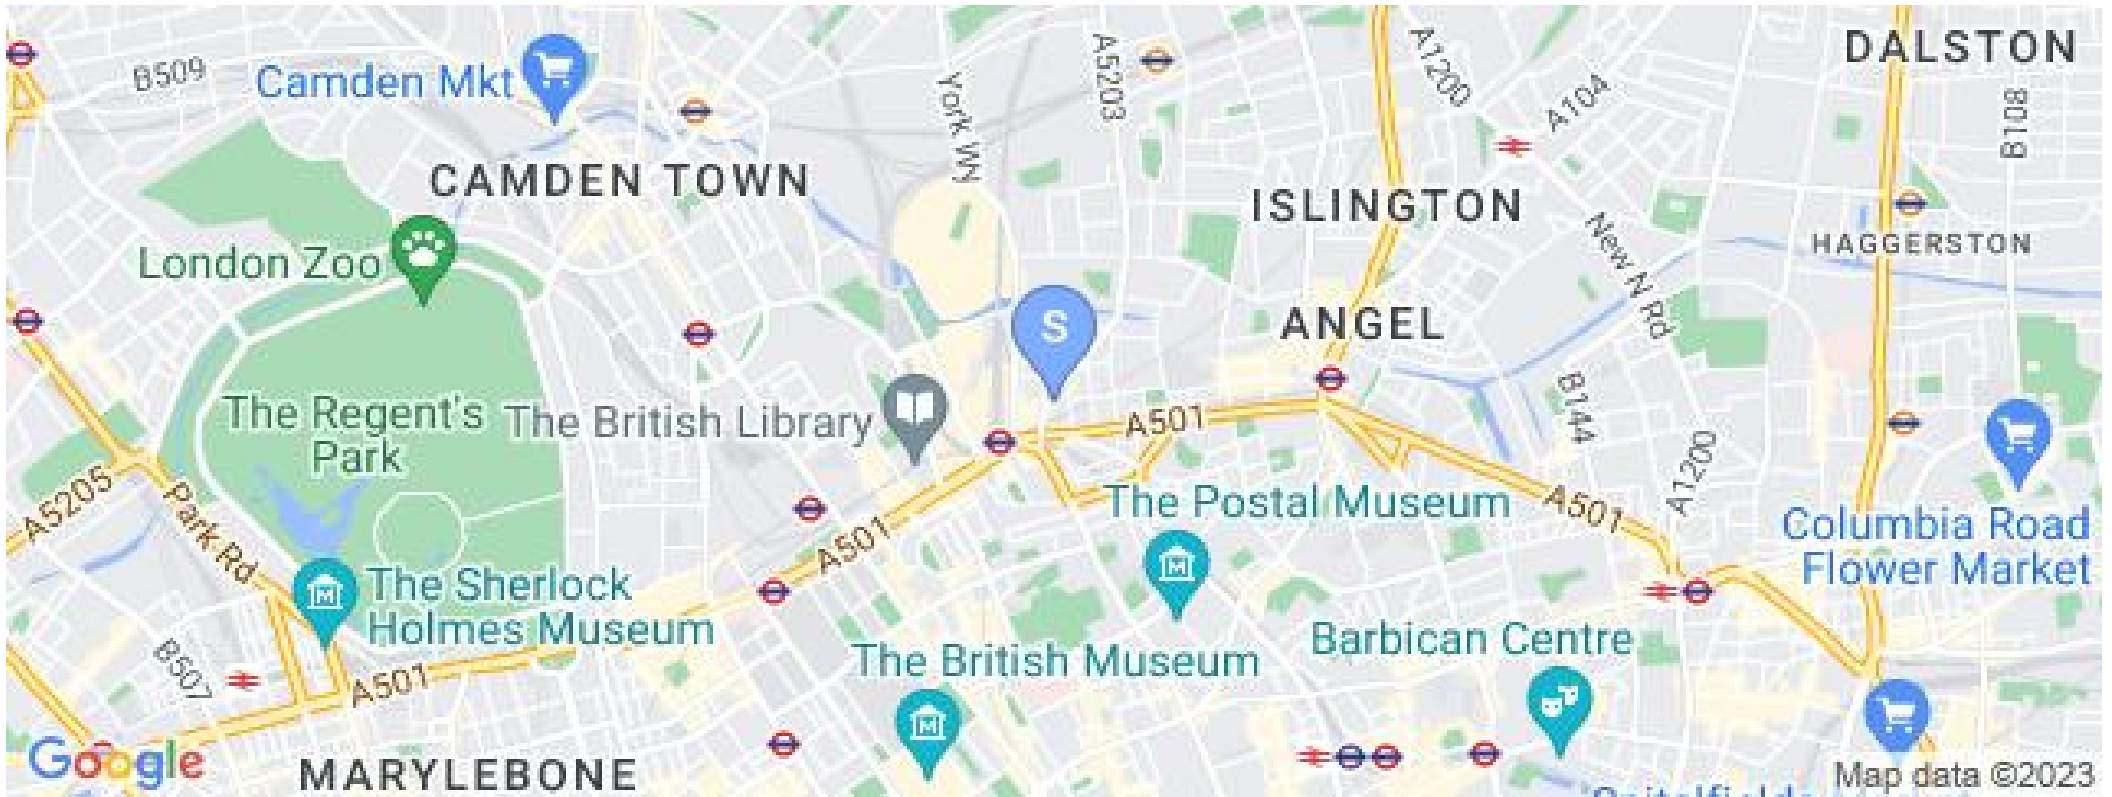 DALSTON
B509
Camden Mkt
York Wy
A5203
A1200
A104
B108
CAMDEN TOWN
ISLINGTON
New N Rd
HAGGERSTON
London Zoo
S
ANGEL
The Regent's
Park
The British Library
A501
B144
A1200
A5205
Park Rd
A501
The Postal Museum
A501
Columbia Road
Flower Market
The Sherlock
Holmes Museum
B507
A501
The British Museum
Barbican Centre
Google
MARYLEBONE
Map data ©2023